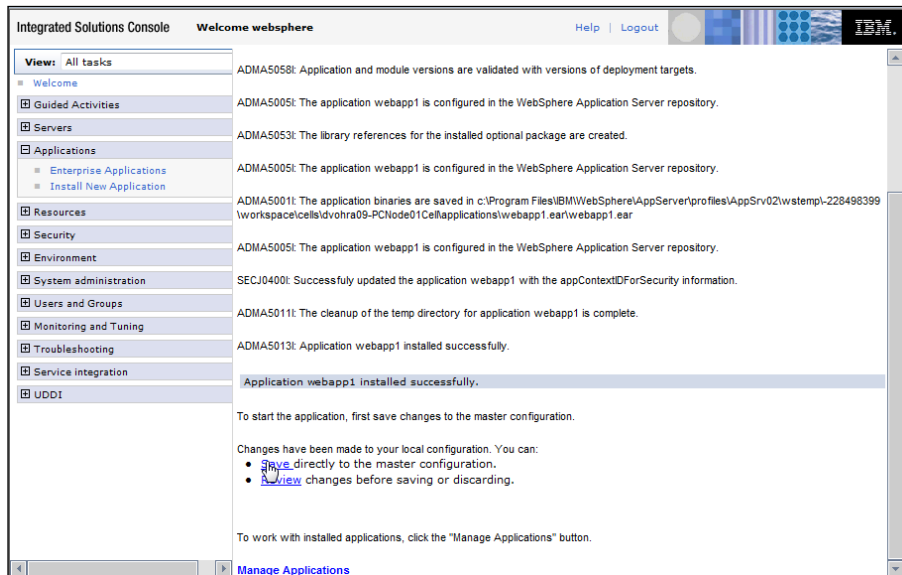 Integrated Solutions Console Welcome websphere Help | Logout IBM.
View: All tasks
Welcome
Guided Activities
Servers
Applications
Enterprise Applications
Install New Application
Resources
Security
Environment
System administration
Users and Groups
Monitoring and Tuning
Troubleshooting
Service integration
UDDI
ADMA5058I: Application and module versions are validated with versions of deployment targets.
ADMA5005I: The application webapp1 is configured in the WebSphere Application Server repository.
ADMA5053I: The library references for the installed optional package are created.
ADMA5005I: The application webapp1 is configured in the WebSphere Application Server repository.
ADMA5001I: The application binaries are saved in c:\Program Files\IBM\WebSphere\AppServer\profiles\AppSrv02\wstemp\-228498399
\workspace\cells\dvohra09-PCNode01Cell\applications\webapp1.ear\webapp1.ear
ADMA5005I: The application webapp1 is configured in the WebSphere Application Server repository.
SECJ0400I: Successfuly updated the application webapp1 with the appContextIDForSecurity information.
ADMA5011I: The cleanup of the temp directory for application webapp1 is complete.
ADMA5013I: Application webapp1 installed successfully.
Application webapp1 installed successfully.
To start the application, first save changes to the master configuration.
Changes have been made to your local configuration. You can:
Save directly to the master configuration.
Review changes before saving or discarding.
To work with installed applications, click the "Manage Applications" button.
Manage Applications